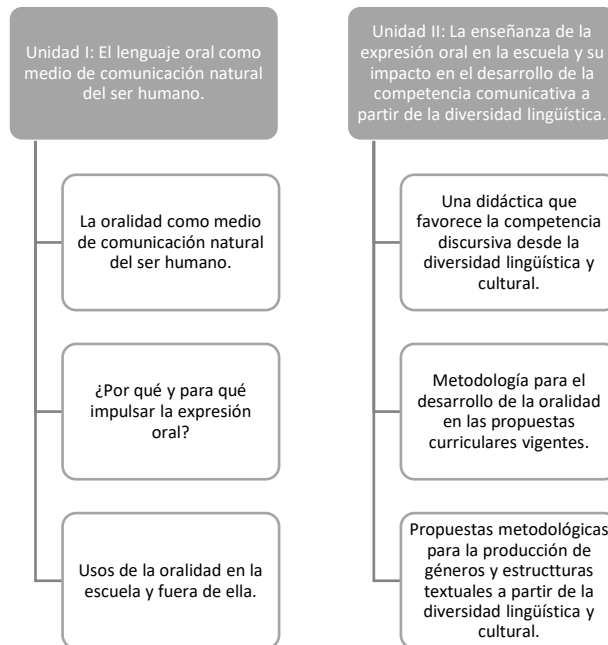 Unidad I: El lenguaje oral como
medio de comunicación natural
del ser humano.
La oralidad como medio
de comunicación natural
del ser humano.
¿Por qué y para qué
impulsar la expresión
oral?
Usos de la oralidad en la
escuela y fuera de ella.
Unidad II: La enseñanza de la
expresión oral en la escuela y su
impacto en el desarrollo de la
competencia comunicativa a
partir de la diversidad lingüística.
Una didáctica que
favorece la competencia
discursiva desde la
diversidad lingüística y
cultural.
Metodología para el
desarrollo de la oralidad
en las propuestas
curriculares vigentes.
Propuestas metodológicas
para la producción de
géneros y estructturas
textuales a partir de la
diversidad lingüística y
cultural.